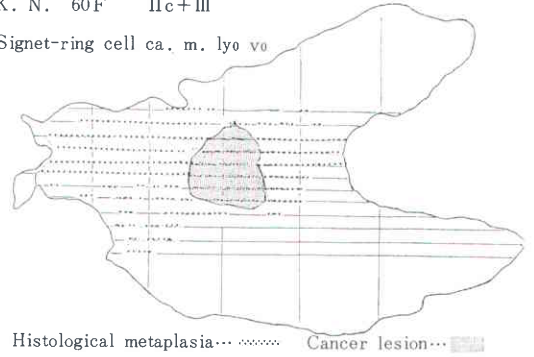 K. N. 60F IIc+III
Signet-ring cell ca. m. ly0 v0
Histological metaplasia… Cancer lesion…